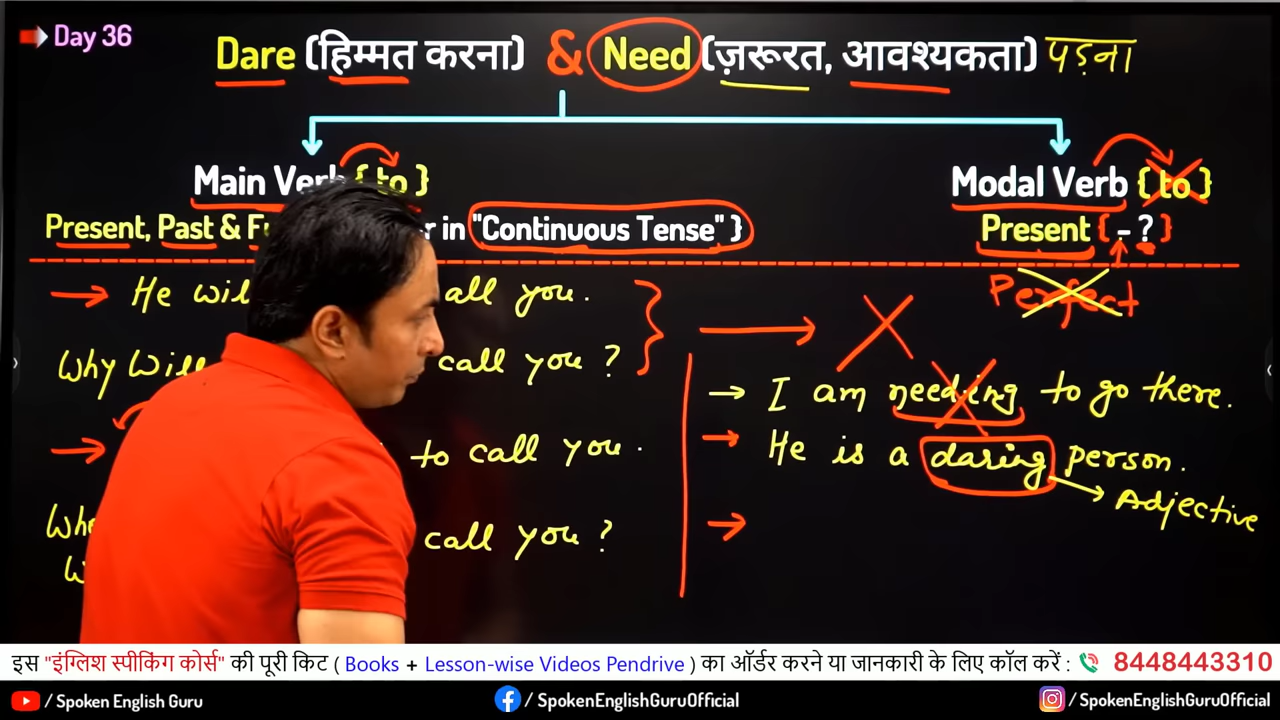 Day 36
Dare (हिम्मत करना) & Need (ज़रूरत, आवश्यकता) पड़ना
Main Verb { to }
Modal Verb { to }
Present, Past & in "Continuous Tense" }
Present { - ? }
Perfect
He call you.
Why Will call you ?
to call you.
call you ?
I am needing to go there.
He is a daring person.
Adjective
इस "इंग्लिश स्पीकिंग कोर्स" की पूरी किट ( Books + Lesson-wise Videos Pendrive ) का ऑर्डर करने या जानकारी के लिए कॉल करें : 8448443310
/ Spoken English Guru
/ SpokenEnglishGuruOfficial
/ SpokenEnglishGuruOfficial